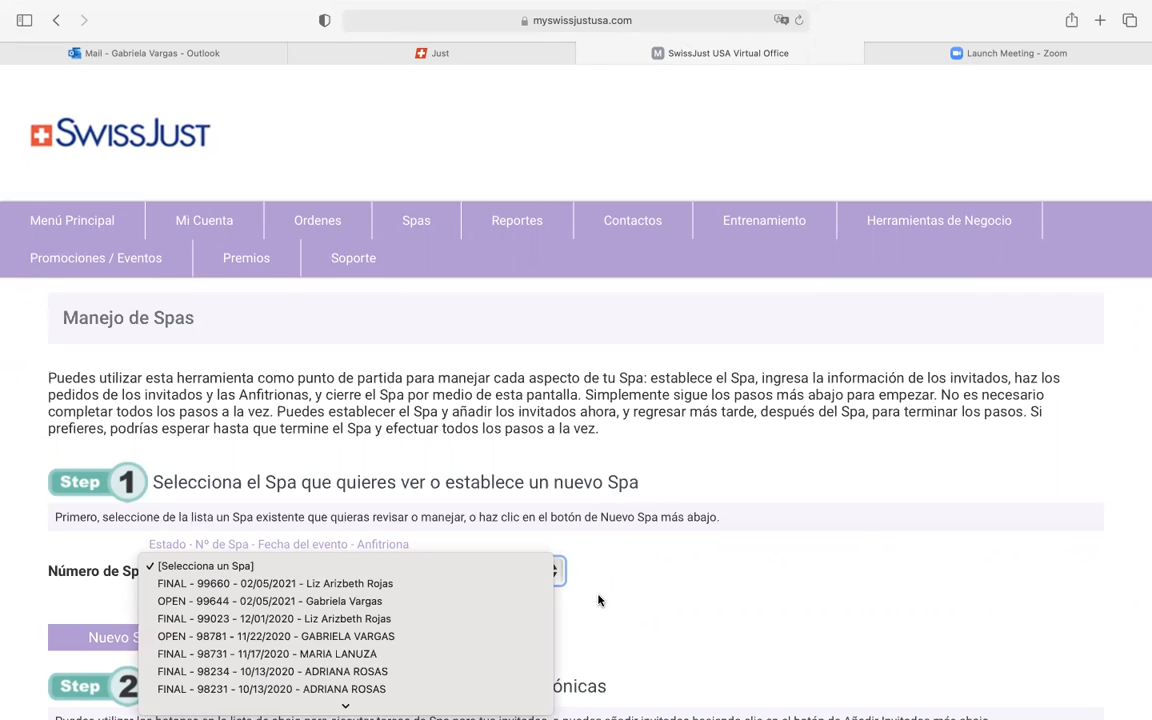 myswissjustusa.com
Mail - Gabriela Vargas - Outlook
Just
M SwissJust USA Virtual Office
Launch Meeting - Zoom
SWISSJUST
Menú Principal
Mi Cuenta
Ordenes
Spas
Reportes
Contactos
Entrenamiento
Herramientas de Negocio
Promociones / Eventos
Premios
Soporte
Manejo de Spas
Puedes utilizar esta herramienta como punto de partida para manejar cada aspecto de tu Spa: establece el Spa, ingresa la información de los invitados, haz los
pedidos de los invitados y las Anfitrionas, y cierre el Spa por medio de esta pantalla. Simplemente sigue los pasos más abajo para empezar. No es necesario
completar todos los pasos a la vez. Puedes establecer el Spa y añadir los invitados ahora, y regresar más tarde, después del Spa, para terminar los pasos. Si
prefieres, podrías esperar hasta que termine el Spa y efectuar todos los pasos a la vez.
Step 1 Selecciona el Spa que quieres ver o establece un nuevo Spa
Primero, seleccione de la lista un Spa existente que quieras revisar o manejar, o haz clic en el botón de Nuevo Spa más abajo.
Estado - Nº de Spa - Fecha del evento - Anfitriona
Número de Sp
✓ [Selecciona un Spa]
FINAL - 99660 - 02/05/2021 - Liz Arizbeth Rojas
OPEN - 99644 - 02/05/2021 - Gabriela Vargas
FINAL - 99023 - 12/01/2020 - Liz Arizbeth Rojas
OPEN - 98781 - 11/22/2020 - GABRIELA VARGAS
FINAL - 98731 - 11/17/2020 - MARIA LANUZA
FINAL - 98234 - 10/13/2020 - ADRIANA ROSAS
FINAL - 98231 - 10/13/2020 - ADRIANA ROSAS
Nuevo S
Step 2 ónicas